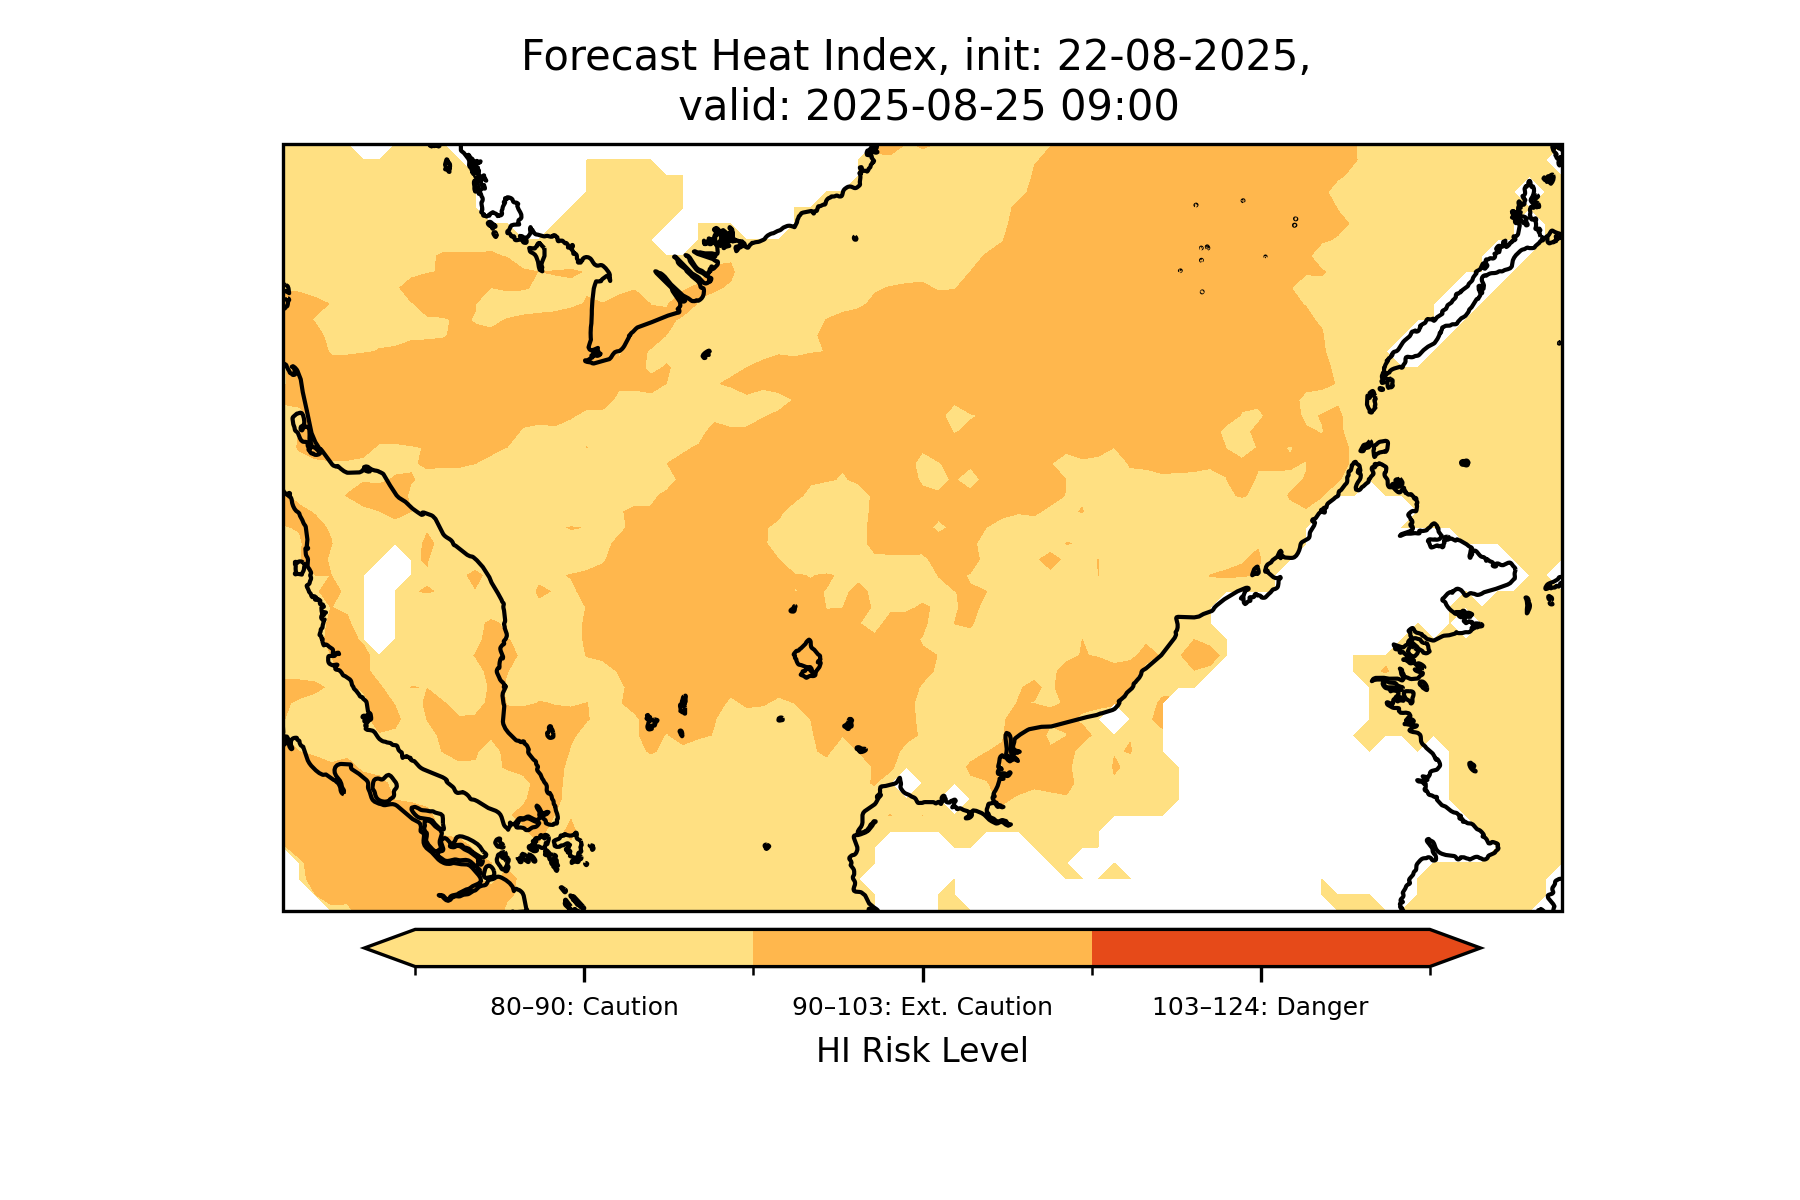 Forecast Heat Index, init: 22-08-2025,
valid: 2025-08-25 09:00
80–90: Caution
90–103: Ext. Caution
103–124: Danger
HI Risk Level